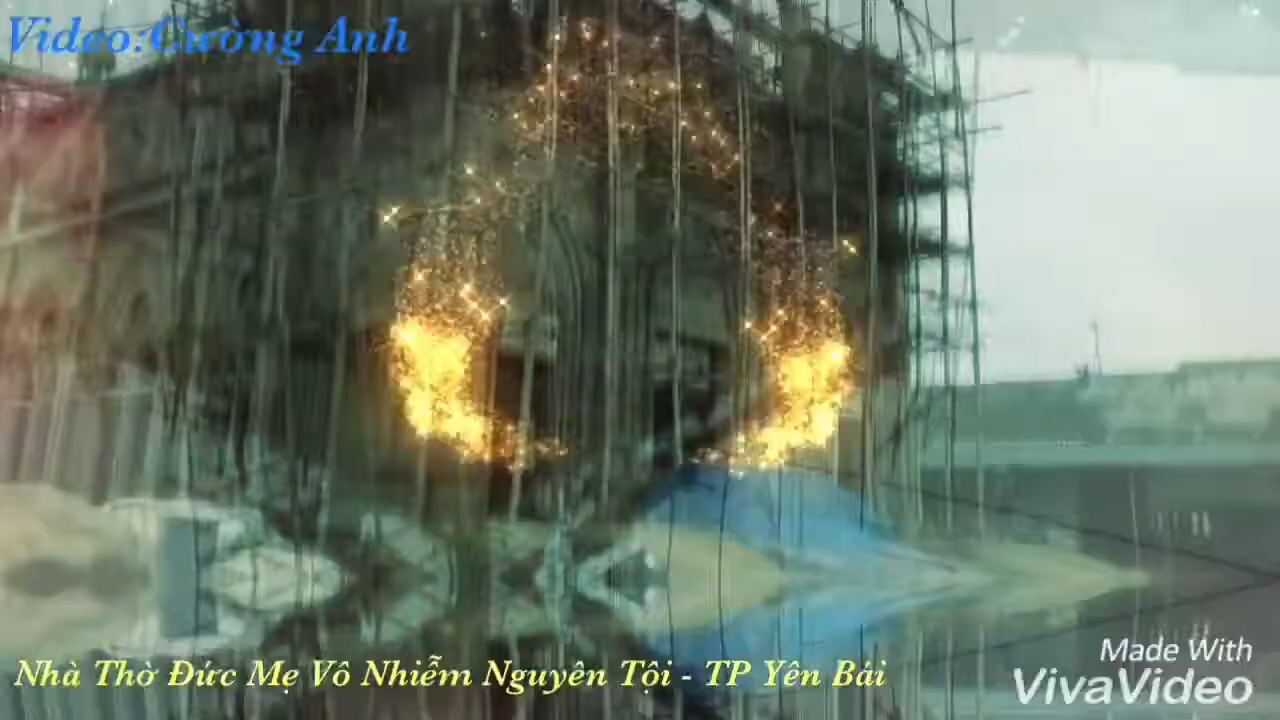 Video:Cường Anh
Nhà Thờ Đức Mẹ Vô Nhiễm Nguyên Tội - TP Yên Bái
Made With
VivaVideo